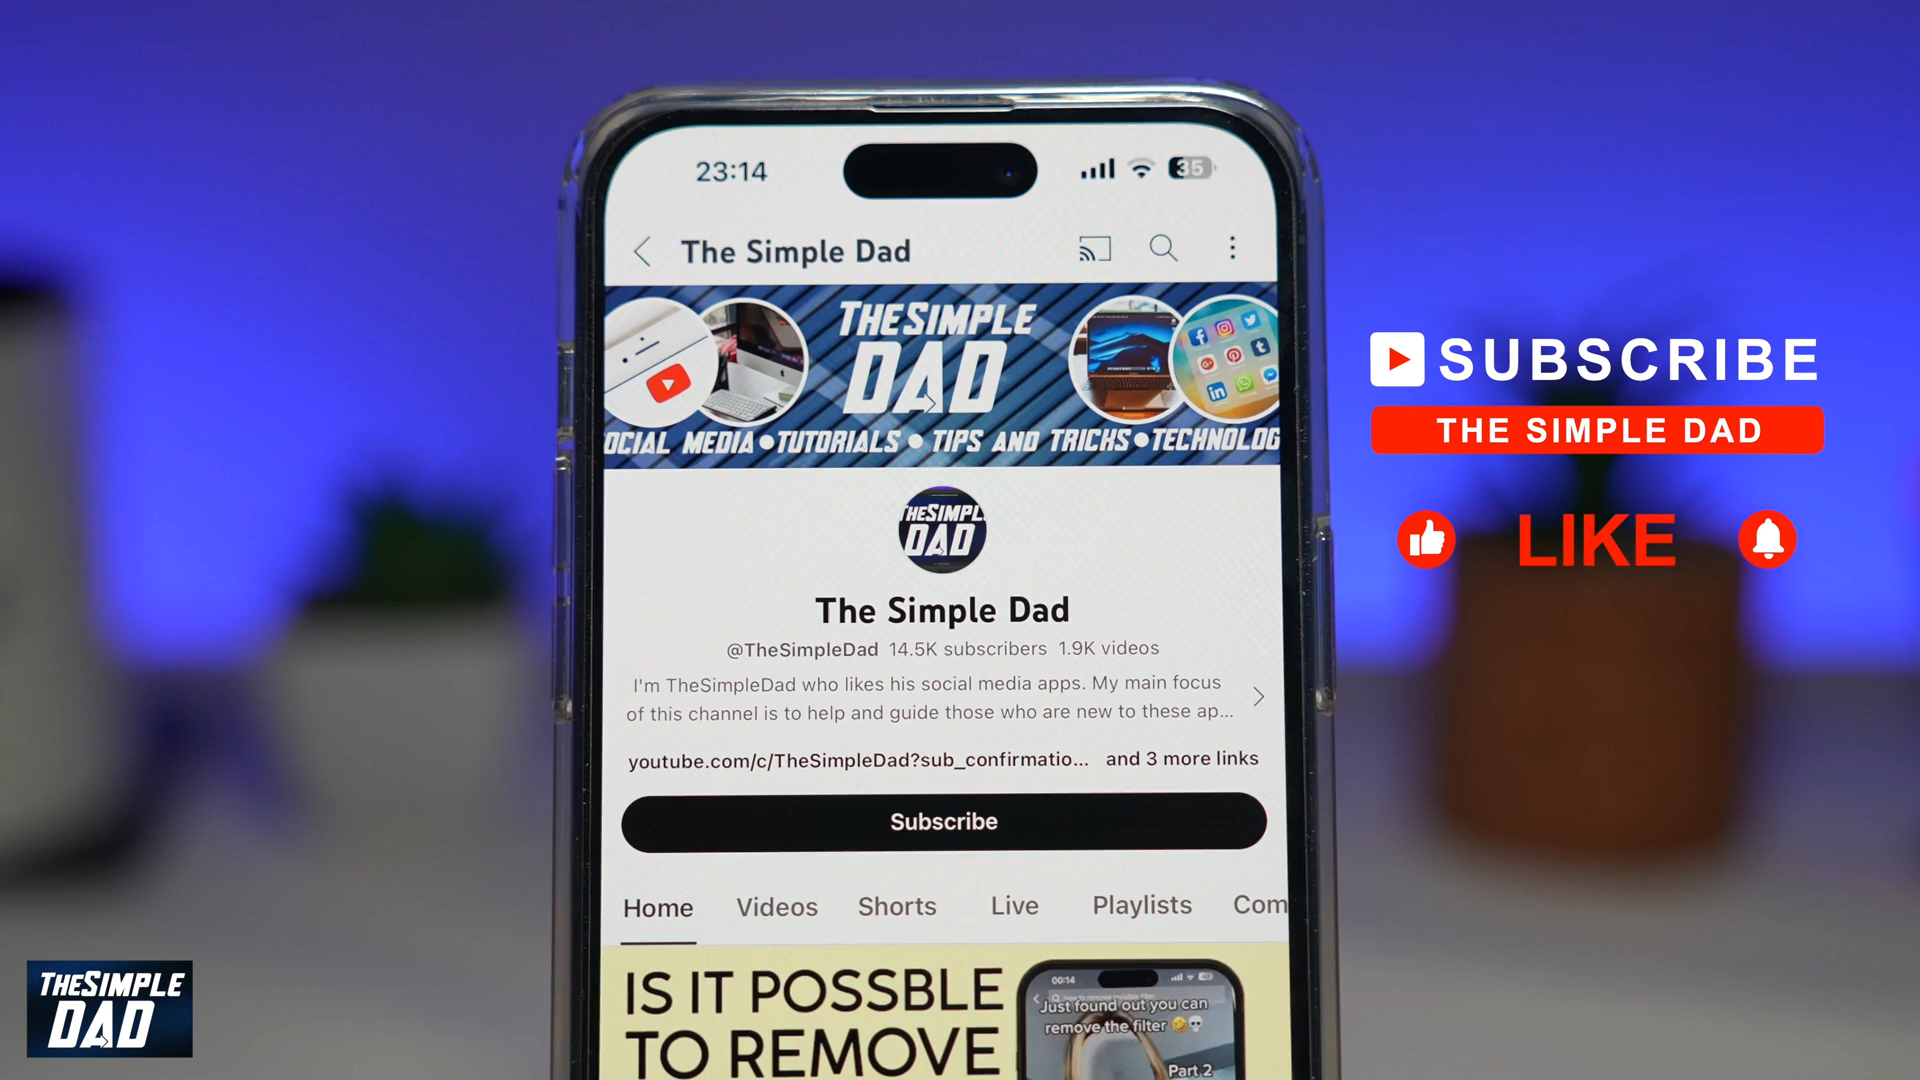 23:14
35
The Simple Dad
THESIMPLE
DAD
OCIAL MEDIA • TUTORIALS • TIPS AND TRICKS • TECHNOLOG
HESIMPL
DAD
The Simple Dad
@TheSimpleDad 14.5K subscribers 1.9K videos
I'm TheSimpleDad who likes his social media apps. My main focus
of this channel is to help and guide those who are new to these ap...
youtube.com/c/TheSimpleDad?sub_confirmatio... and 3 more links
Subscribe
Home Videos Shorts Live Playlists Com
IS IT POSSBLE
TO REMOVE
00:14
Just found out you can
remove the filter 🤣💀
Part 2
SUBSCRIBE
THE SIMPLE DAD
LIKE
THESIMPLE
DAD